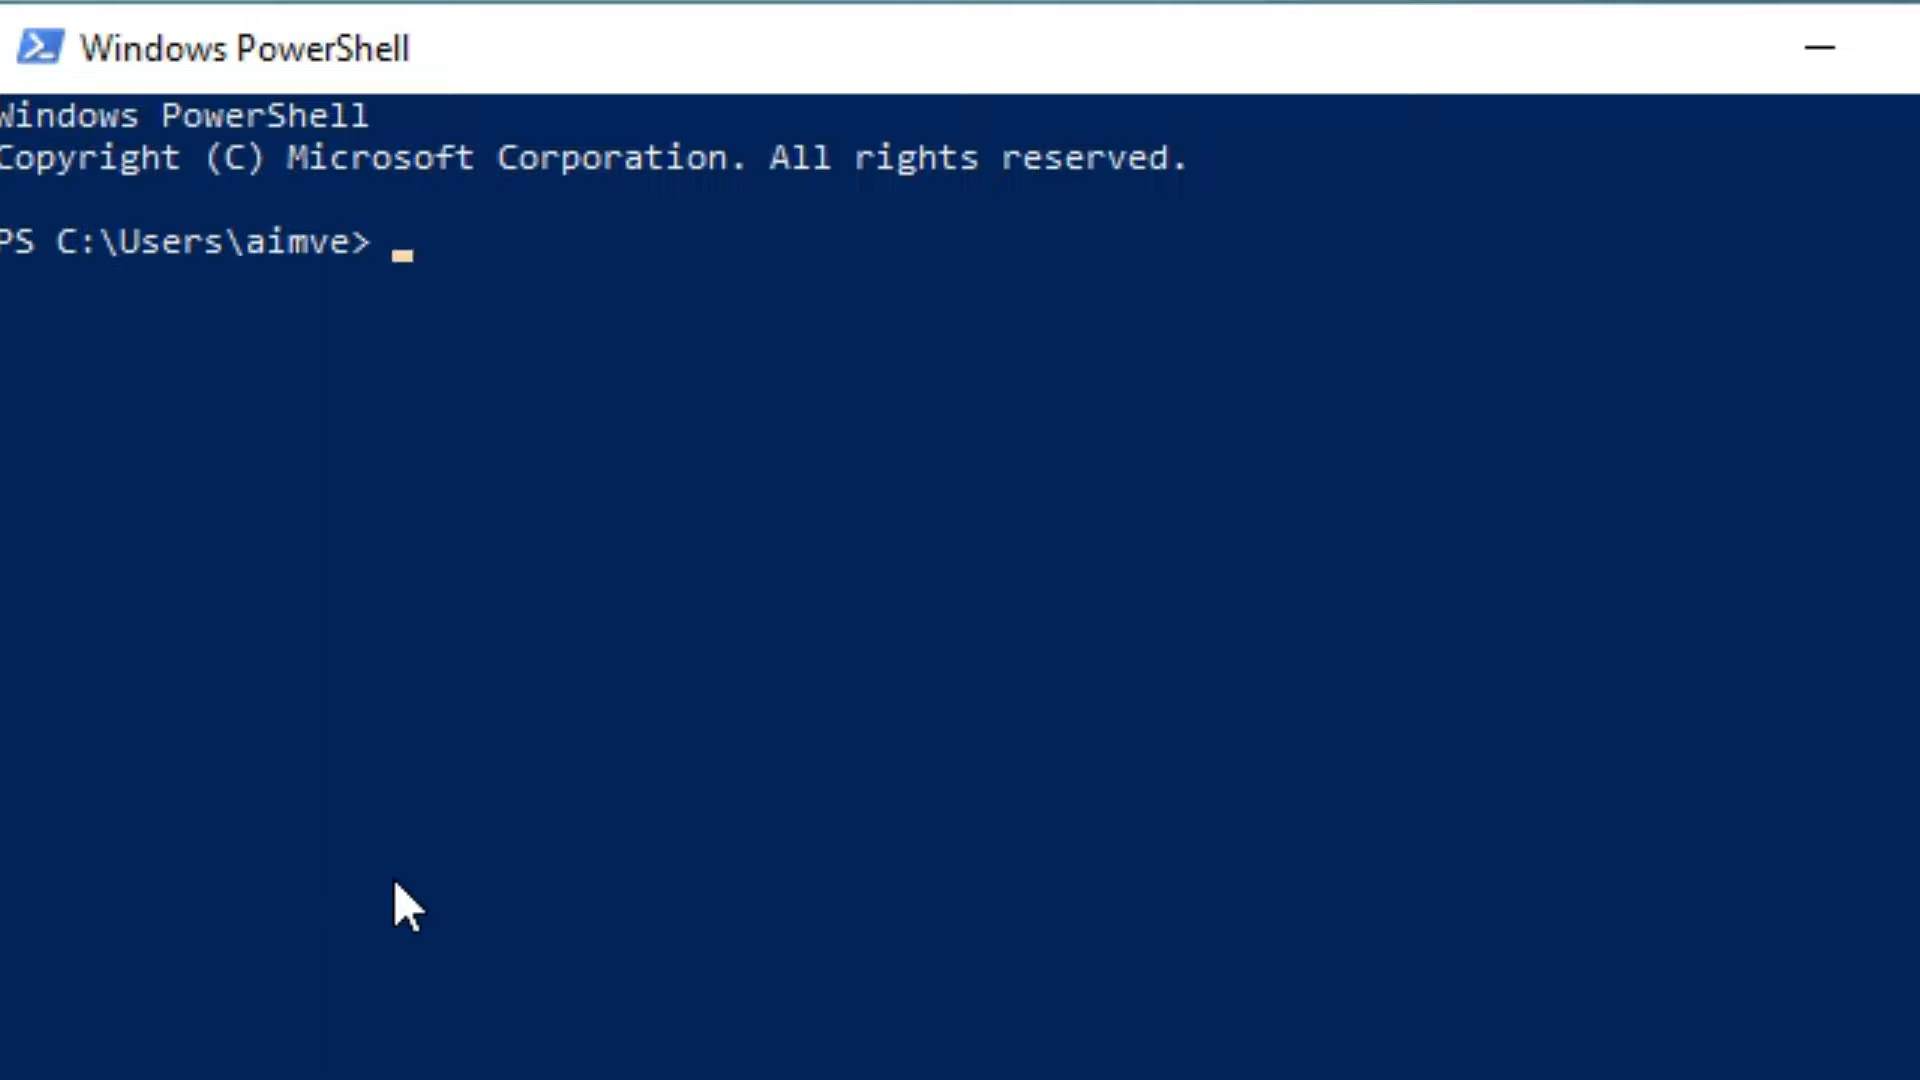 Windows PowerShell
Windows PowerShell
Copyright (C) Microsoft Corporation. All rights reserved.
PS C:\Users\aimve>